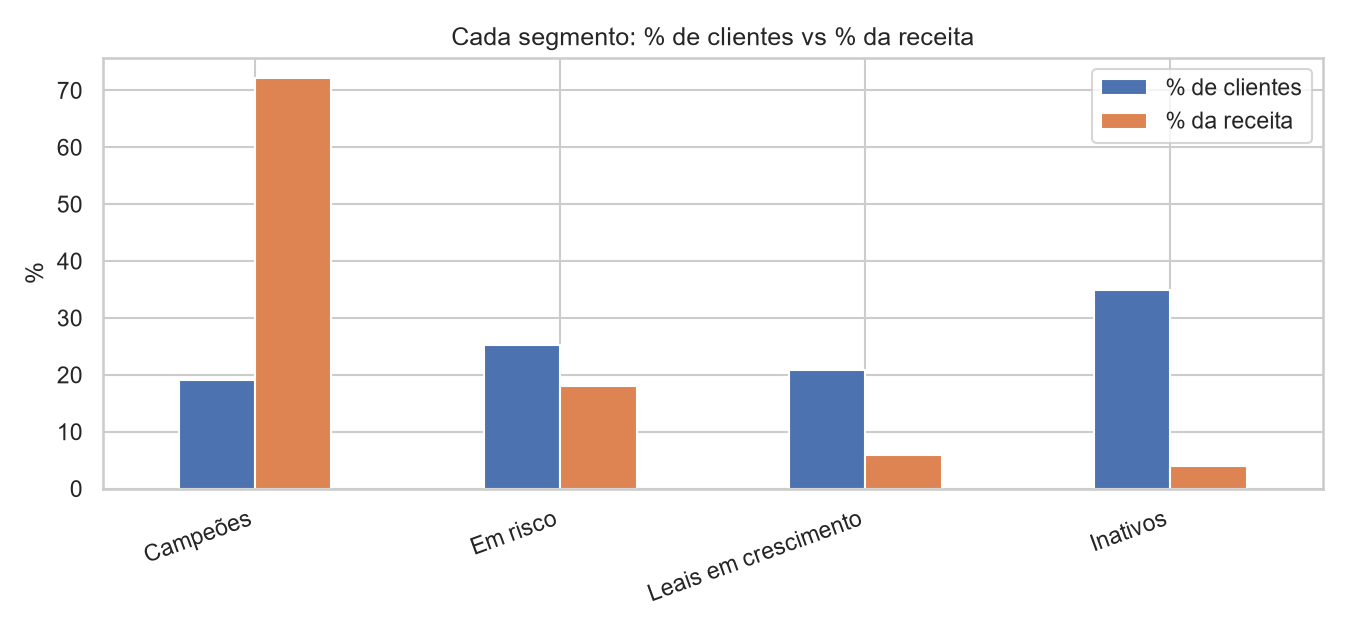 Cada segmento: % de clientes vs % da receita
% de clientes
% da receita
%
70
60
50
40
30
20
10
0
Campeões
Em risco
Leais em crescimento
Inativos